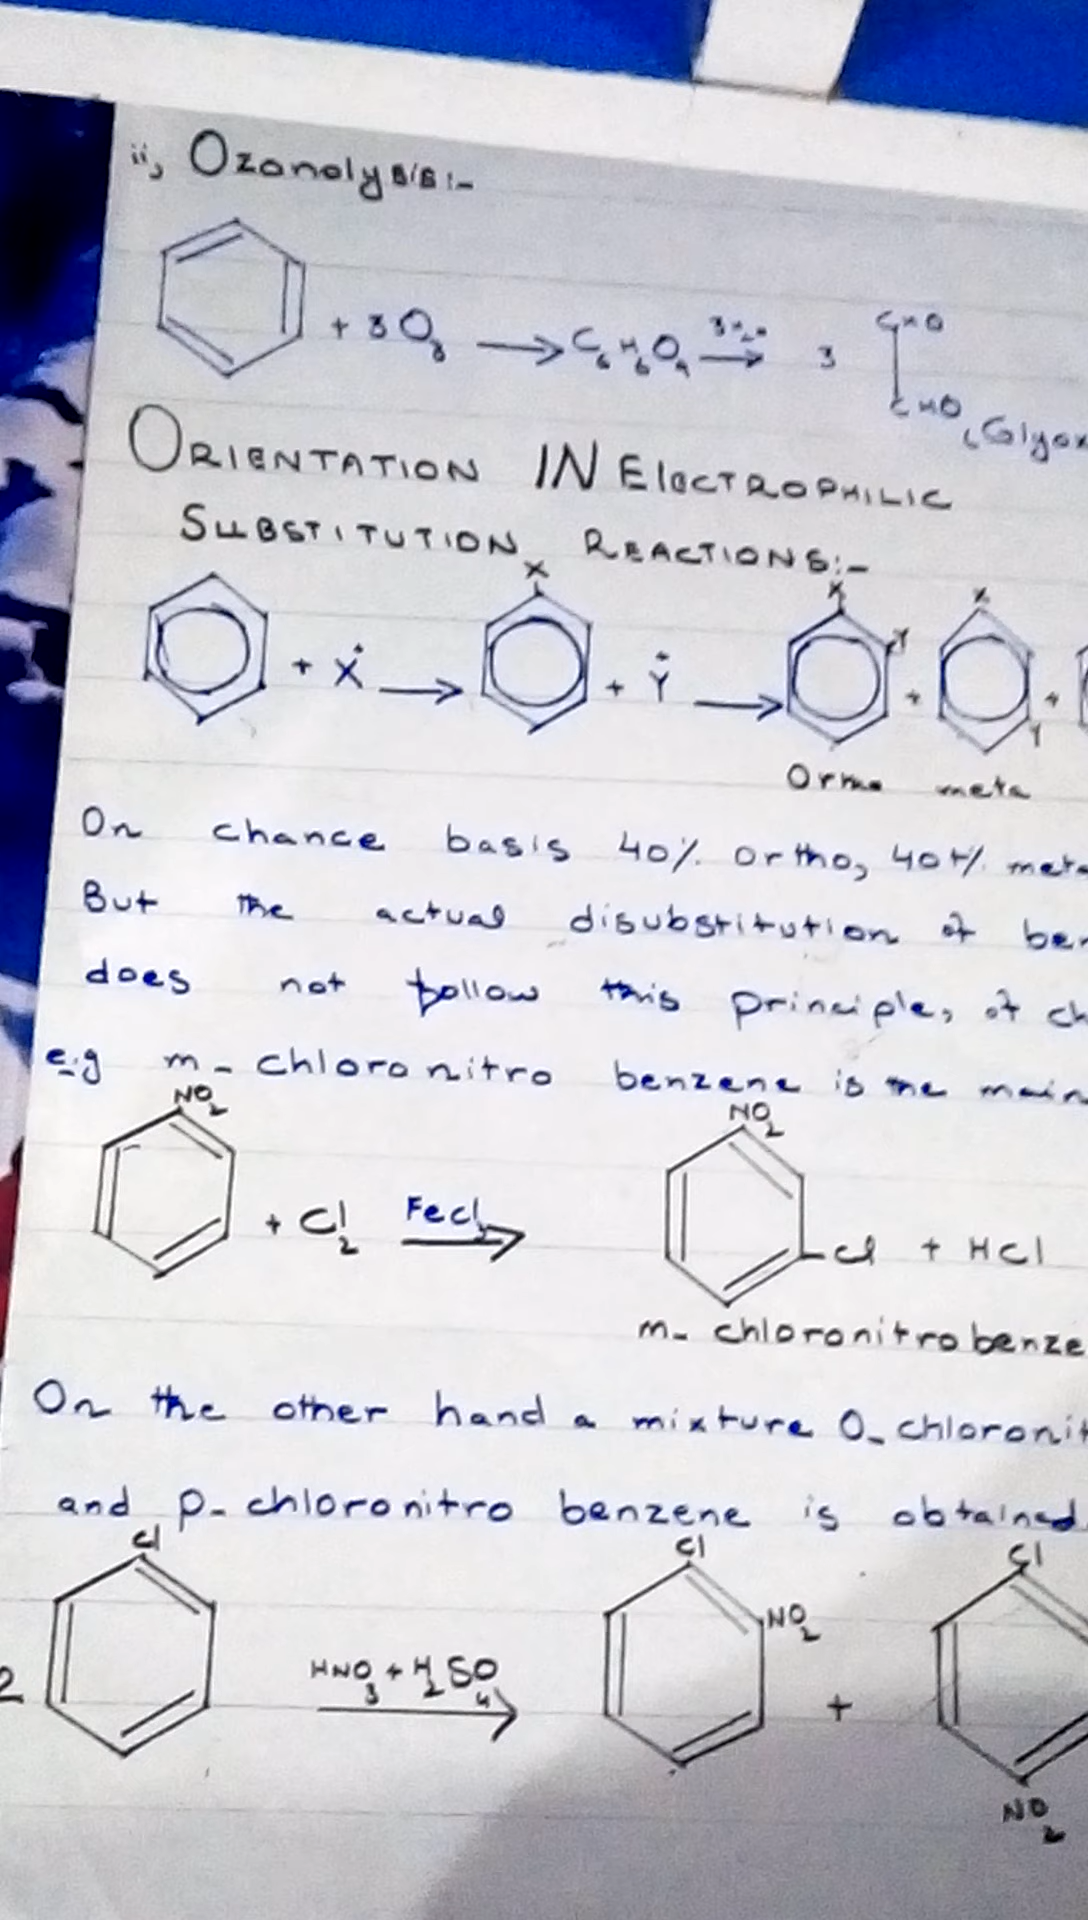 ii, Ozonolysis:-
+ 3O3 → C6H6O9 3H2O → 3 CHO
CHO (Glyox
ORIENTATION IN ELECTROPHILIC
SUBSTITUTION REACTIONS:-
X X X
+ X+ → + Y+ → Y + Y +
Ortho meta
On chance basis 40% ortho, 40% meta
But the actual disubstitution of ben
does not follow this principle, of ch
e.g m-chloronitro benzene is the main
NO2 NO2
+ Cl2 FeCl3 → Cl + HCl
m-chloronitrobenze
On the other hand a mixture O-chloronit
and p-chloronitro benzene is obtained.
Cl Cl Cl
2 HNO3 + H2SO4 → NO2 +
NO2